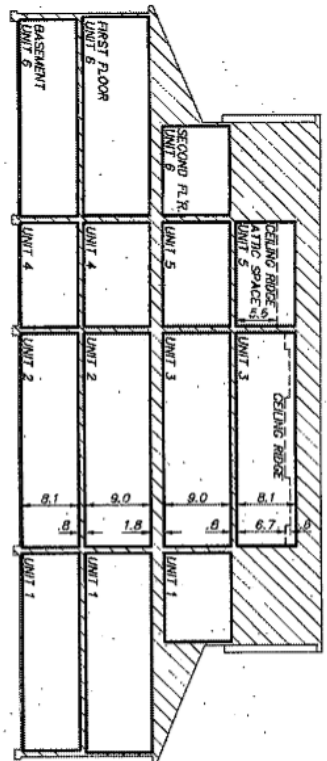 CEILING RIDGE
ATTIC SPACE
UNIT 5
5.5
UNIT 3
CEILING RIDGE
8.1
6.7
SECOND FLR.
UNIT 6
UNIT 5
UNIT 3
9.0
UNIT 1
FIRST FLOOR
UNIT 6
UNIT 4
UNIT 2
9.0
1.8
UNIT 1
BASEMENT
UNIT 6
UNIT 4
UNIT 2
8.1
.8
UNIT 1